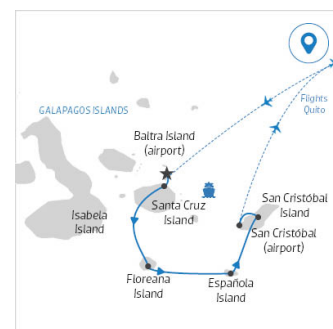 GALAPAGOS ISLANDS
Flights
Quito
Baltra Island
(airport)
Santa Cruz
Island
San Cristóbal
Island
San Cristóbal
(airport)
Isabela
Island
Floreana
Island
Española
Island